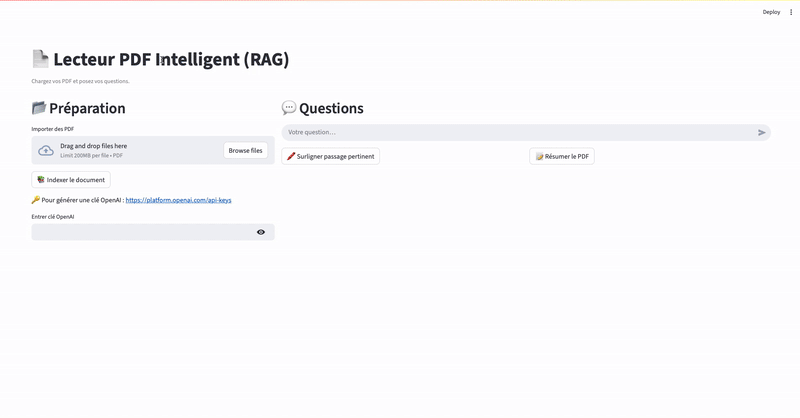 Deploy
Lecteur PDF Intelligent (RAG)
Chargez vos PDF et posez vos questions.
Préparation
Importer des PDF
Drag and drop files here
Limit 200MB per file • PDF
Browse files
Indexer le document
Pour générer une clé OpenAI : https://platform.openai.com/api-keys
Entrer clé OpenAI
Questions
Votre question...
Surligner passage pertinent
Résumer le PDF